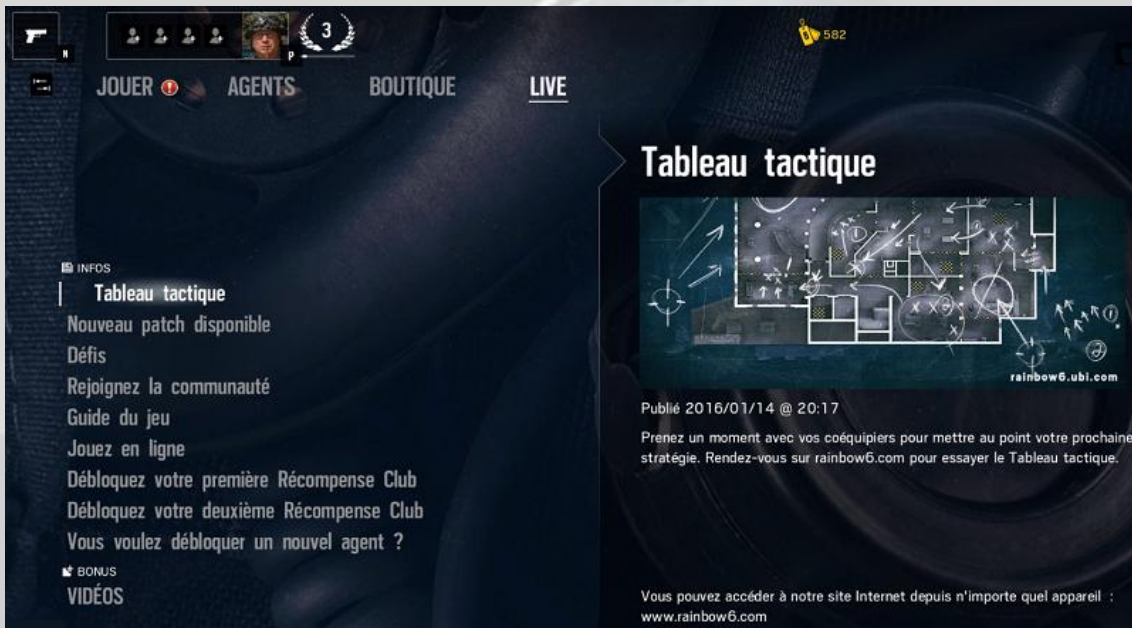 N
P
3
582
JOUER
AGENTS
BOUTIQUE
LIVE
Tableau tactique
rainbow6.ubi.com
INFOS
Tableau tactique
Nouveau patch disponible
Défis
Rejoignez la communauté
Guide du jeu
Jouez en ligne
Débloquez votre première Récompense Club
Débloquez votre deuxième Récompense Club
Vous voulez débloquer un nouvel agent ?
BONUS
VIDÉOS
Publié 2016/01/14 @ 20:17
Prenez un moment avec vos coéquipiers pour mettre au point votre prochaine
stratégie. Rendez-vous sur rainbow6.com pour essayer le Tableau tactique.
Vous pouvez accéder à notre site Internet depuis n'importe quel appareil :
www.rainbow6.com